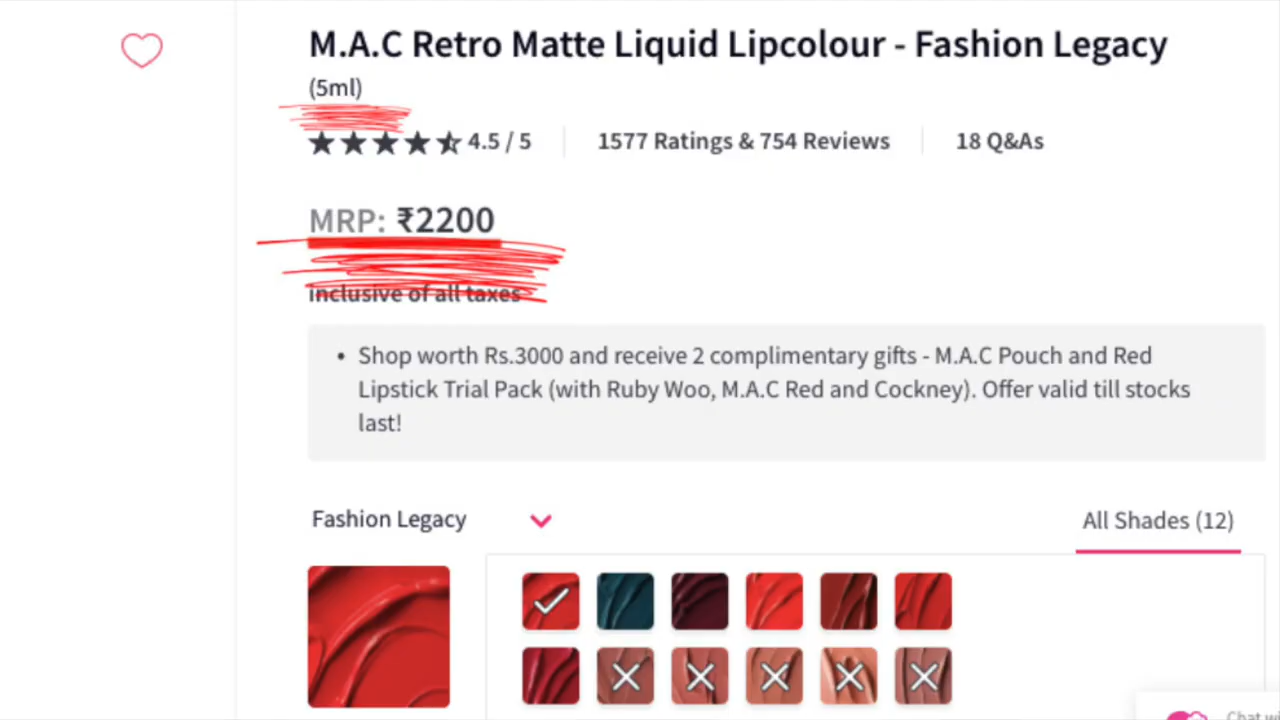 M.A.C Retro Matte Liquid Lipcolour - Fashion Legacy
(5ml)
4.5 / 5
1577 Ratings & 754 Reviews
18 Q&As
MRP: ₹2200
inclusive of all taxes
• Shop worth Rs.3000 and receive 2 complimentary gifts - M.A.C Pouch and Red
Lipstick Trial Pack (with Ruby Woo, M.A.C Red and Cockney). Offer valid till stocks
last!
Fashion Legacy
All Shades (12)
Chat